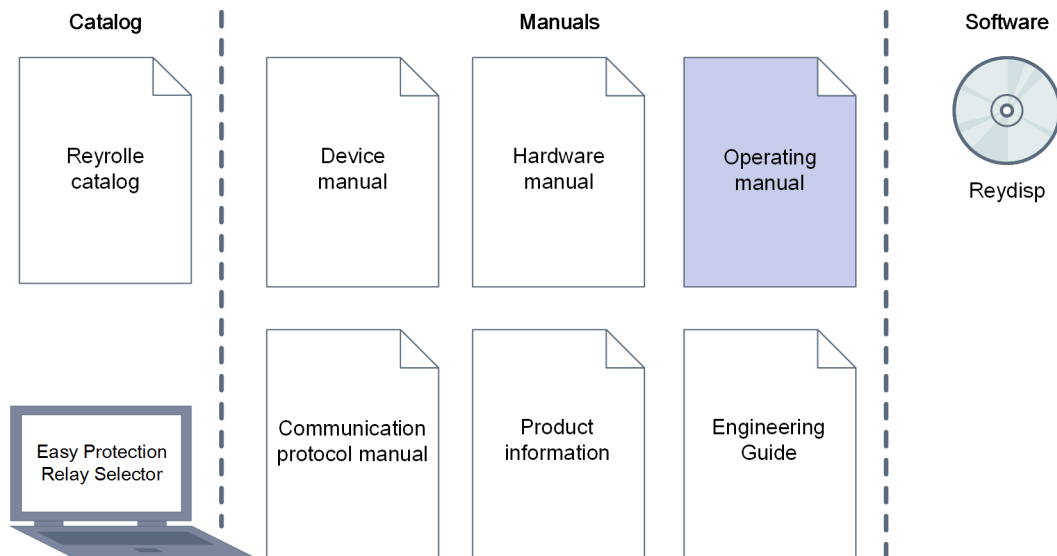 Catalog
Manuals
Software
Reyrolle
catalog
Device
manual
Hardware
manual
Operating
manual
Reydisp
Easy Protection
Relay Selector
Communication
protocol manual
Product
information
Engineering
Guide